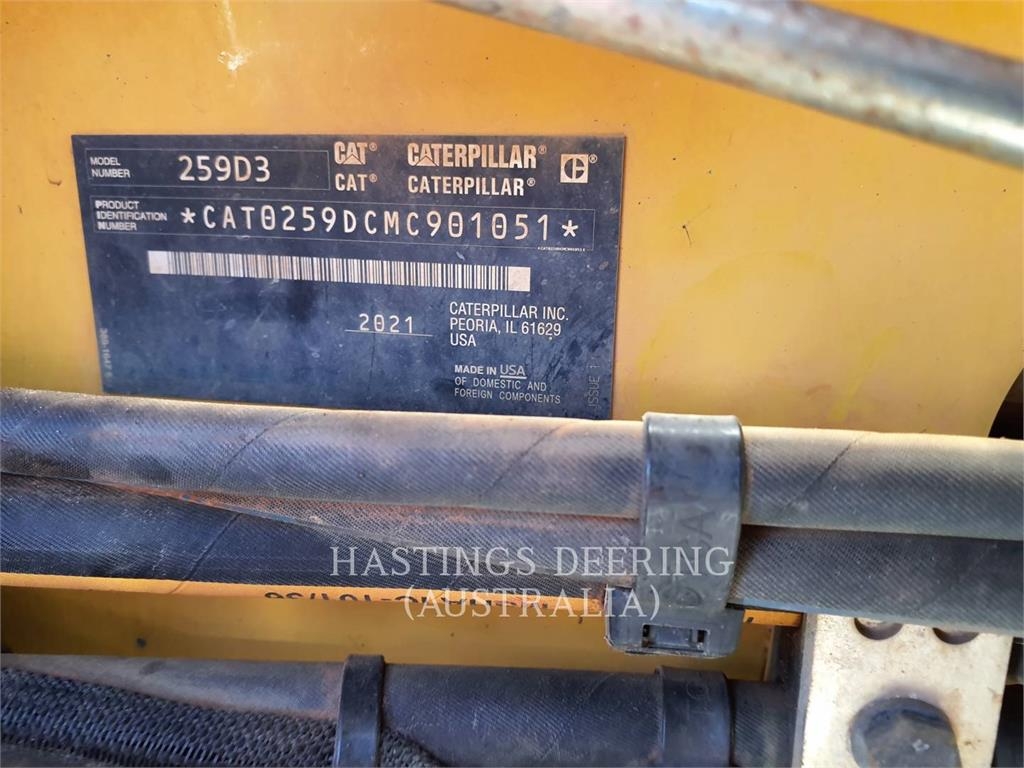 MODEL NUMBER 259D3 CAT® CATERPILLAR®
CAT® CATERPILLAR®
PRODUCT IDENTIFICATION NUMBER *CAT0259DCMC901051*
2021
CATERPILLAR INC.
PEORIA, IL 61629
USA
MADE IN USA
OF DOMESTIC AND
FOREIGN COMPONENTS
ISSUE 1
HASTINGS DEERING
(AUSTRALIA)